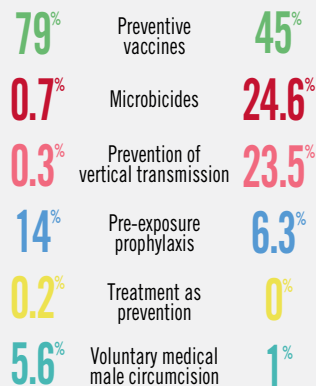 79% Preventive vaccines 45%
0.7% Microbicides 24.6%
0.3% Prevention of vertical transmission 23.5%
14% Pre-exposure prophylaxis 6.3%
0.2% Treatment as prevention 0%
5.6% Voluntary medical male circumcision 1%